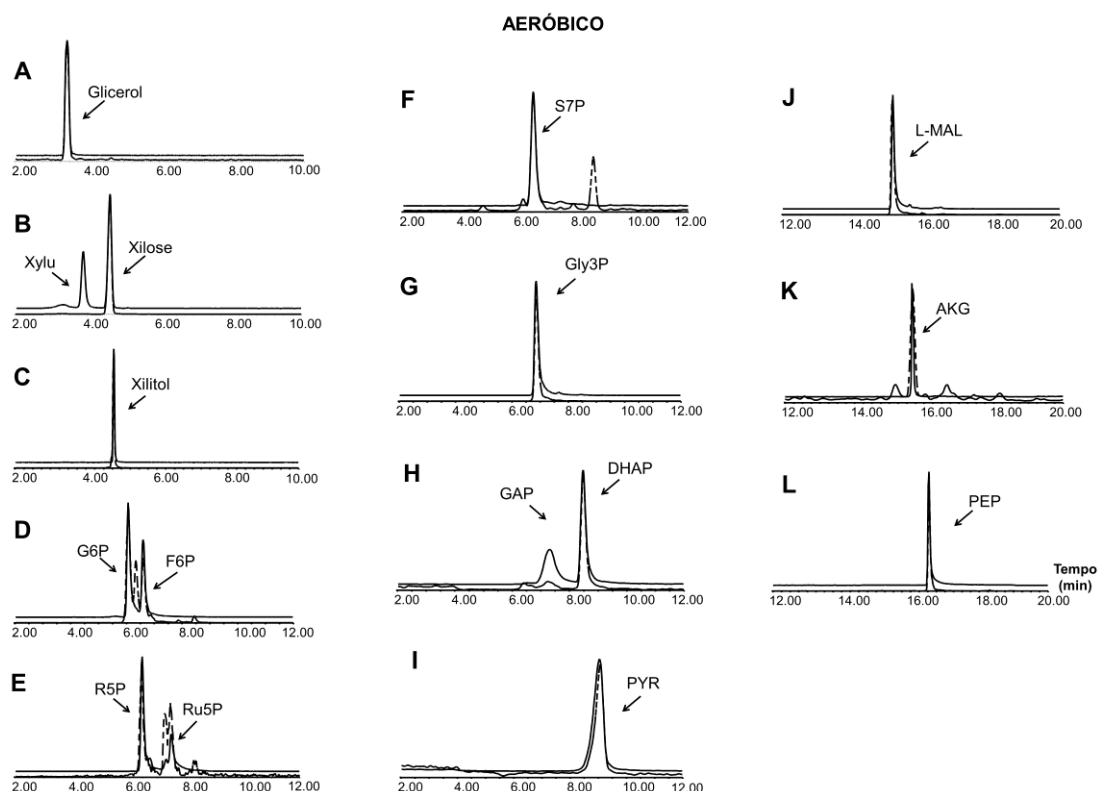 AERÓBICO
A
Glicerol
2.00 4.00 6.00 8.00 10.00
B
Xylu
Xilose
2.00 4.00 6.00 8.00 10.00
C
Xilitol
2.00 4.00 6.00 8.00 10.00
D
G6P
F6P
2.00 4.00 6.00 8.00 10.00 12.00
E
R5P
Ru5P
2.00 4.00 6.00 8.00 10.00 12.00
F
S7P
2.00 4.00 6.00 8.00 10.00 12.00
G
Gly3P
2.00 4.00 6.00 8.00 10.00 12.00
H
GAP
DHAP
2.00 4.00 6.00 8.00 10.00 12.00
I
PYR
2.00 4.00 6.00 8.00 10.00 12.00
J
L-MAL
12.00 14.00 16.00 18.00 20.00
K
AKG
12.00 14.00 16.00 18.00 20.00
L
PEP
12.00 14.00 16.00 18.00 20.00
Tempo
(min)